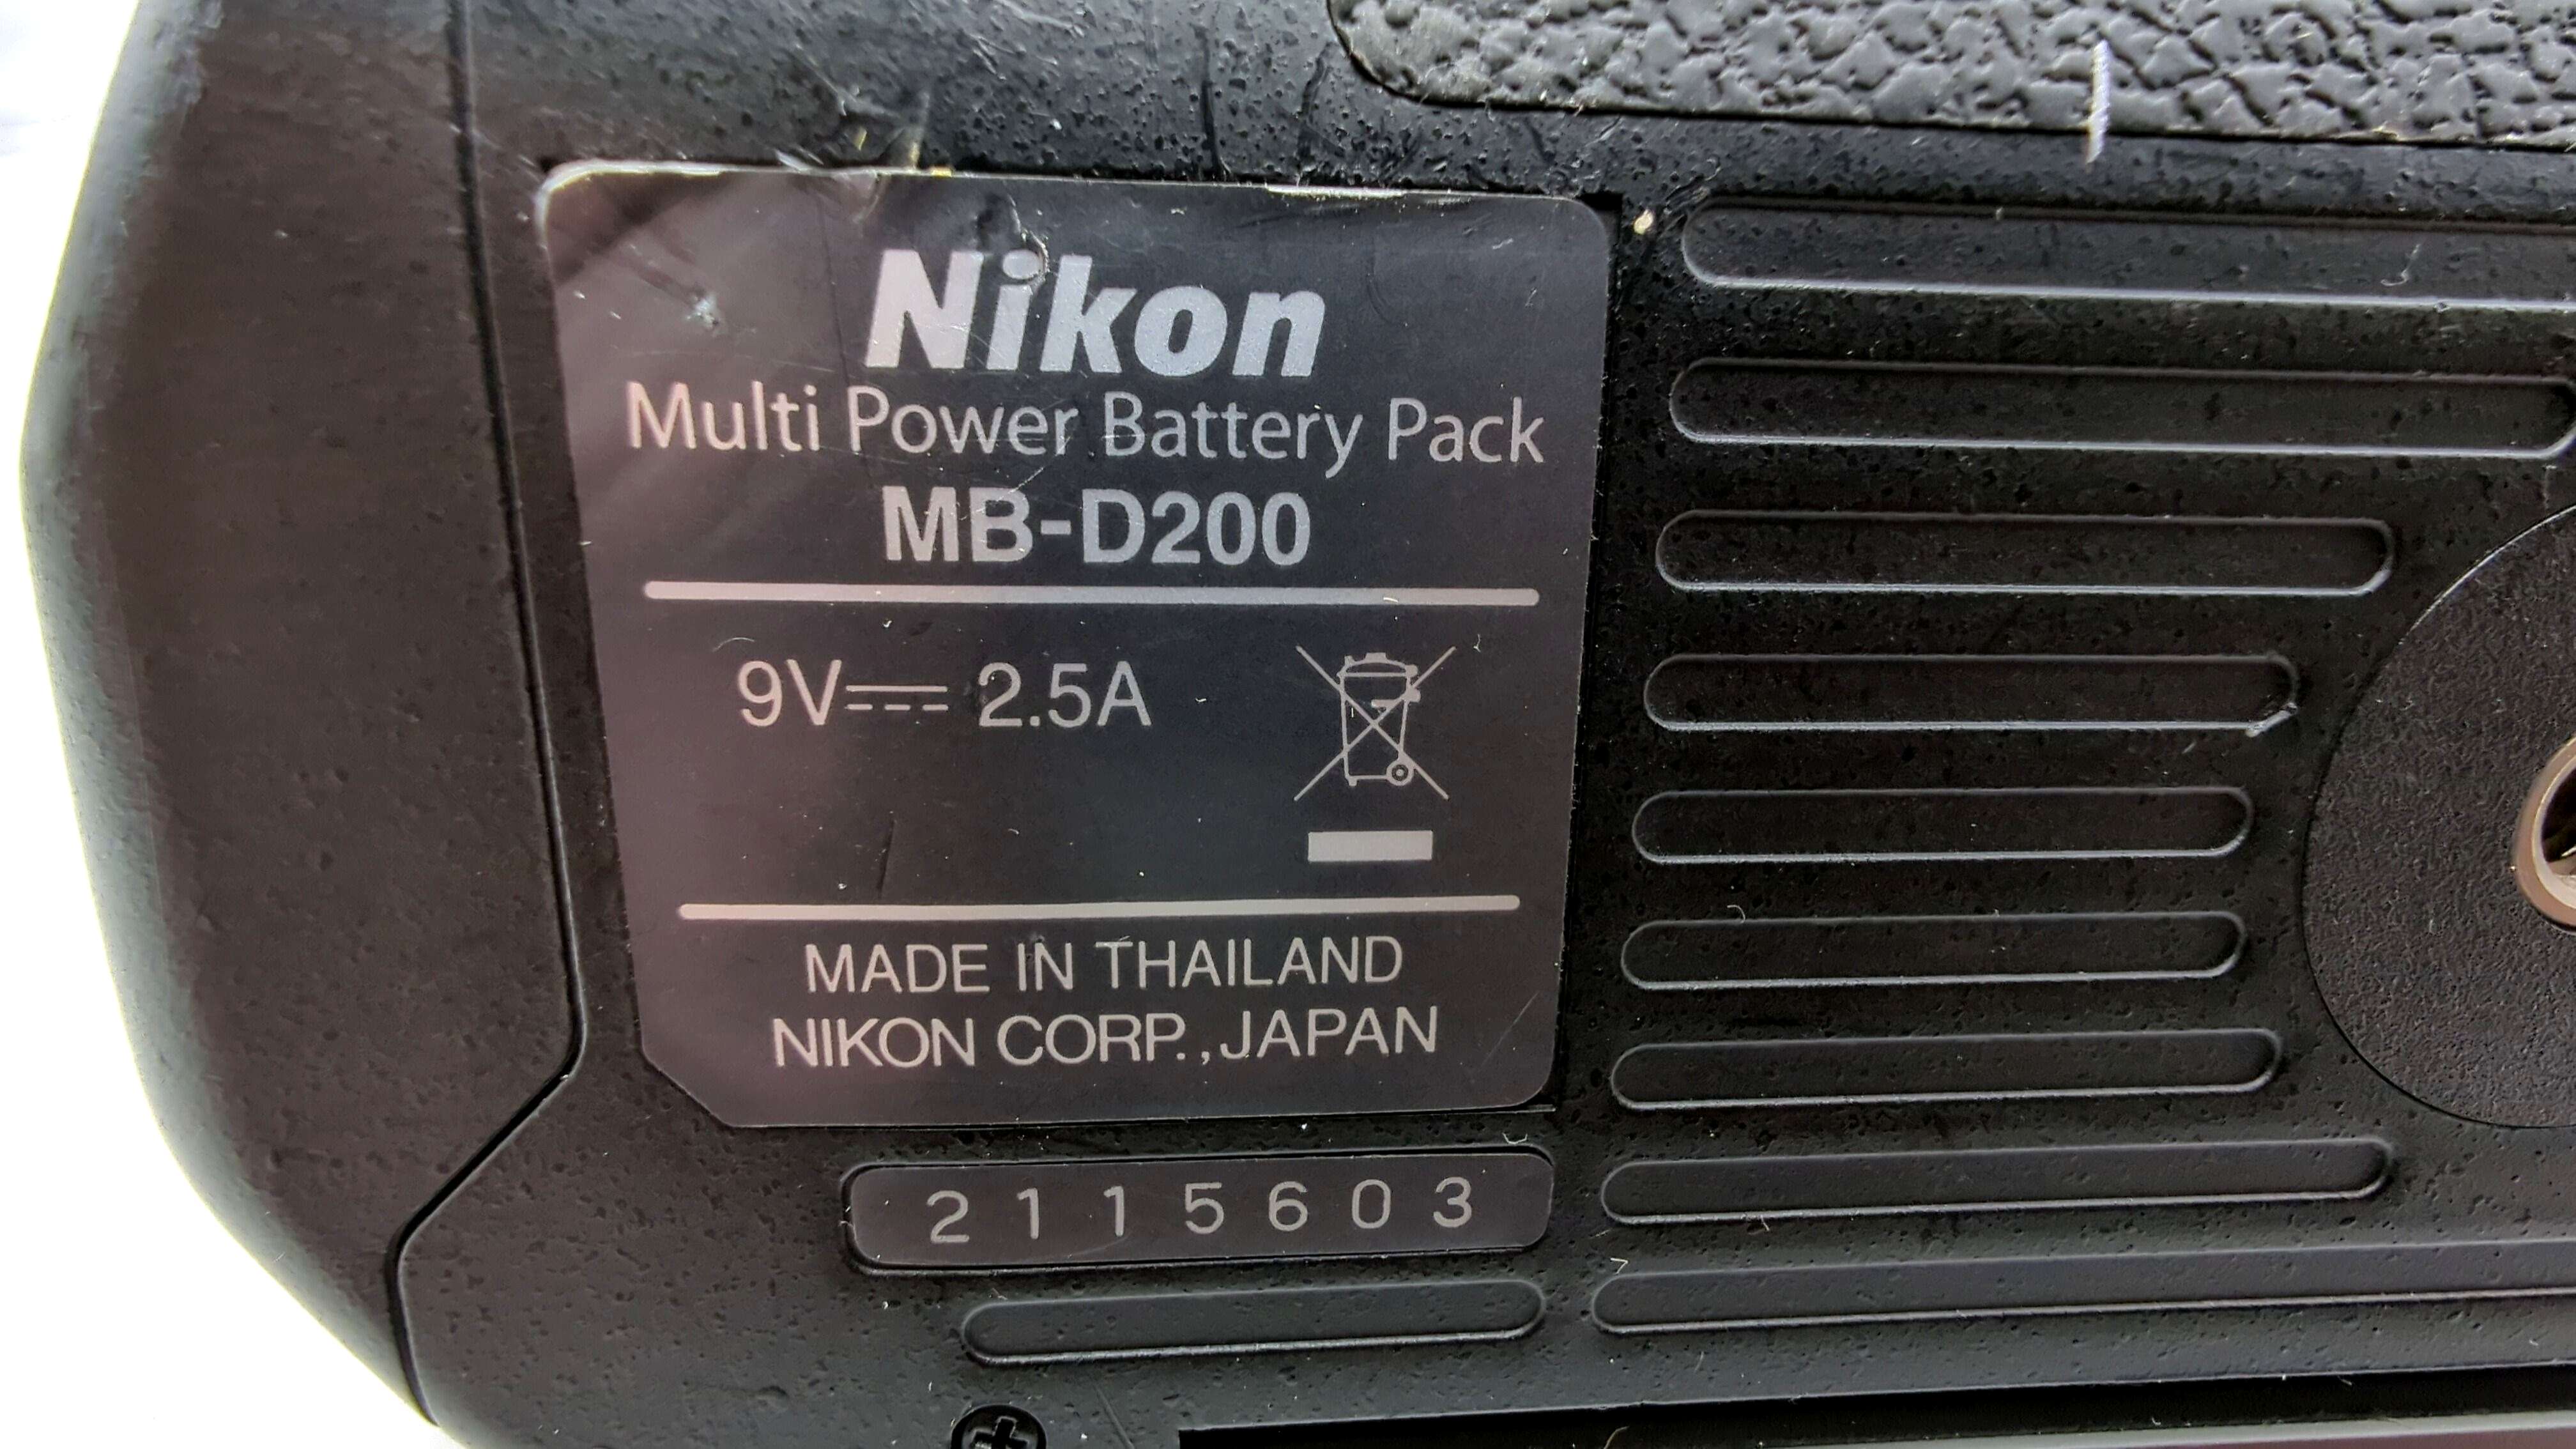 Nikon
Multi Power Battery Pack
MB-D200
9V⎓ 2.5A
MADE IN THAILAND
NIKON CORP.,JAPAN
2115603